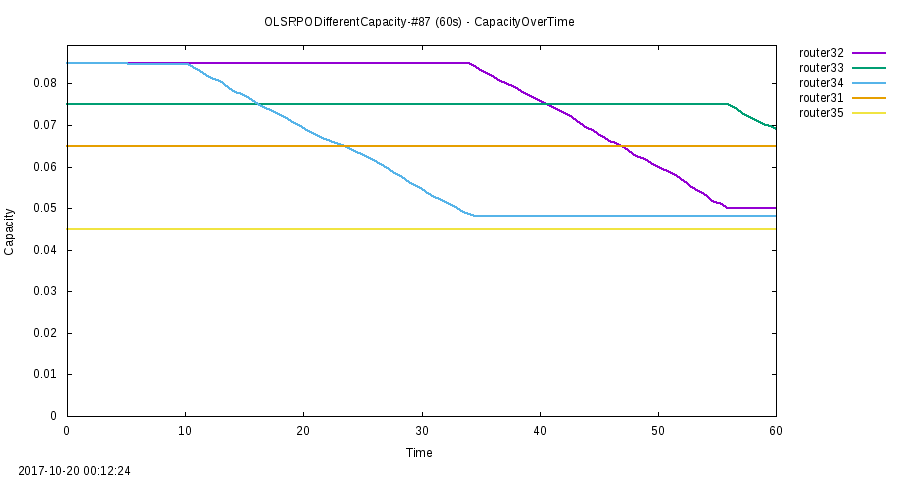 OLSRPODifferentCapacity-#87 (60s) - CapacityOverTime
router32
router33
router34
router31
router35
0.08
0.07
0.06
0.05
0.04
0.03
0.02
0.01
0
Capacity
0 10 20 30 40 50 60
Time
2017-10-20 00:12:24